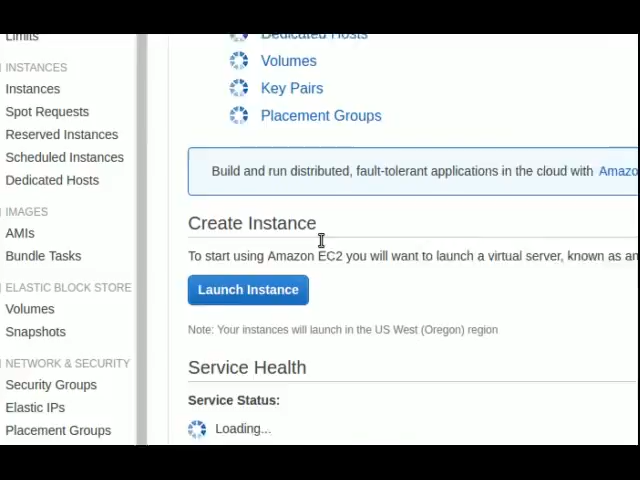 Limits
INSTANCES
Instances
Spot Requests
Reserved Instances
Scheduled Instances
Dedicated Hosts
IMAGES
AMIs
Bundle Tasks
ELASTIC BLOCK STORE
Volumes
Snapshots
NETWORK & SECURITY
Security Groups
Elastic IPs
Placement Groups
Dedicated Hosts
Volumes
Key Pairs
Placement Groups
Build and run distributed, fault-tolerant applications in the cloud with Amazo
Create Instance
To start using Amazon EC2 you will want to launch a virtual server, known as an
Launch Instance
Note: Your instances will launch in the US West (Oregon) region
Service Health
Service Status:
Loading...